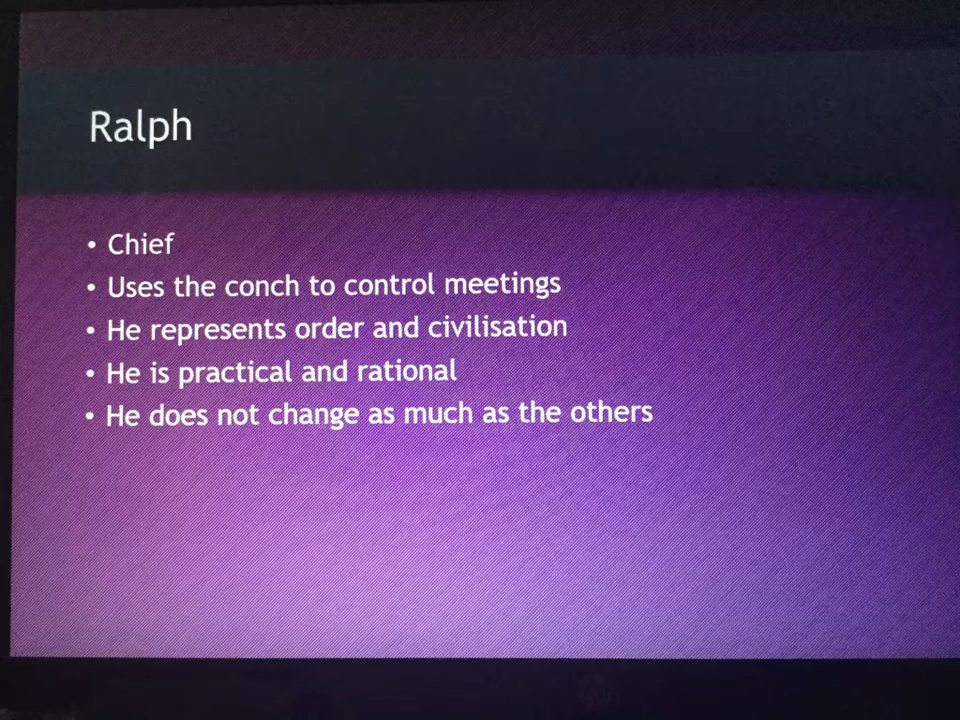 Ralph
• Chief
• Uses the conch to control meetings
• He represents order and civilisation
• He is practical and rational
• He does not change as much as the others